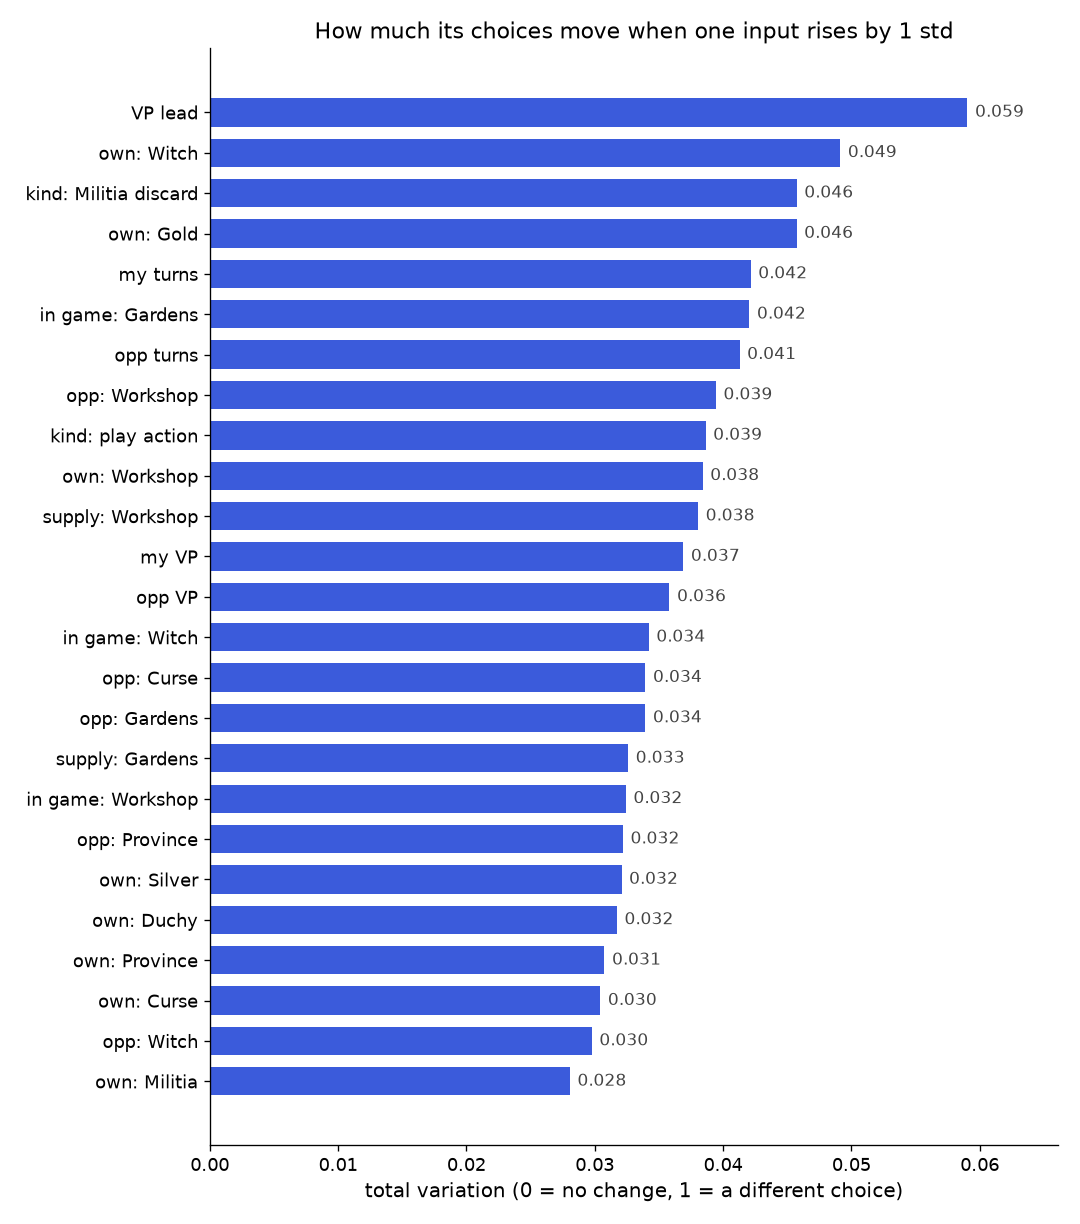 How much its choices move when one input rises by 1 std
VP lead 0.059
own: Witch 0.049
kind: Militia discard 0.046
own: Gold 0.046
my turns 0.042
in game: Gardens 0.042
opp turns 0.041
opp: Workshop 0.039
kind: play action 0.039
own: Workshop 0.038
supply: Workshop 0.038
my VP 0.037
opp VP 0.036
in game: Witch 0.034
opp: Curse 0.034
opp: Gardens 0.034
supply: Gardens 0.033
in game: Workshop 0.032
opp: Province 0.032
own: Silver 0.032
own: Duchy 0.032
own: Province 0.031
own: Curse 0.030
opp: Witch 0.030
own: Militia 0.028
0.00 0.01 0.02 0.03 0.04 0.05 0.06
total variation (0 = no change, 1 = a different choice)